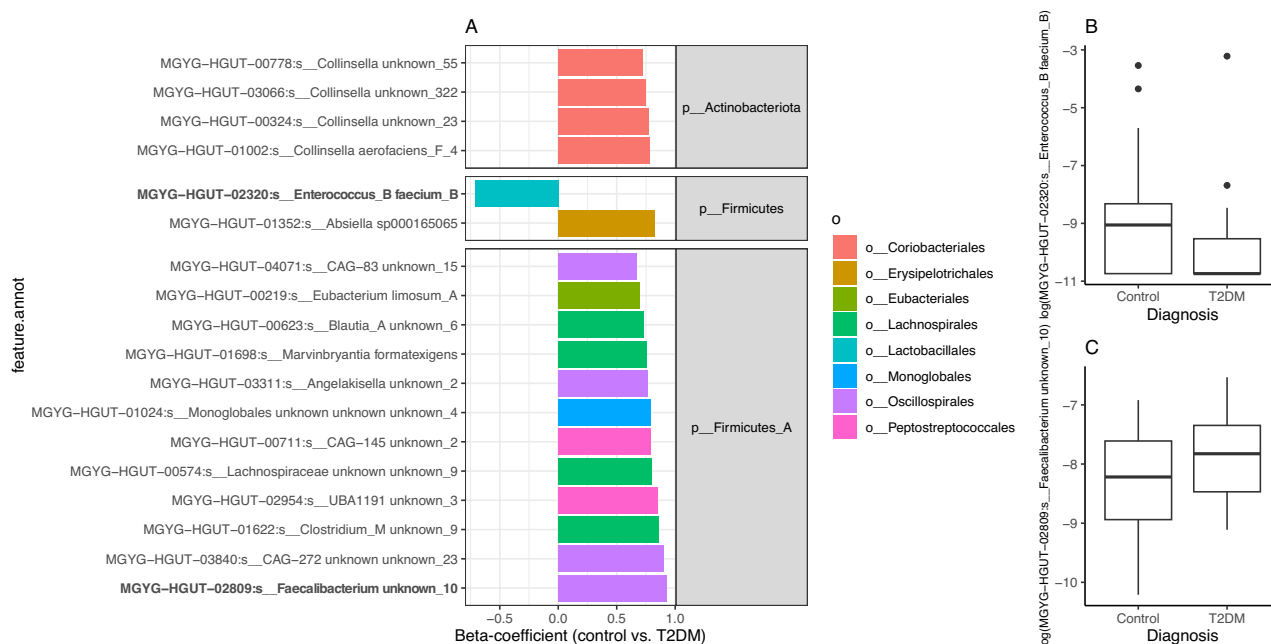 A
feature.annot
MGYG−HGUT−00778:s__Collinsella unknown_55
MGYG−HGUT−03066:s__Collinsella unknown_322
MGYG−HGUT−00324:s__Collinsella unknown_23
MGYG−HGUT−01002:s__Collinsella aerofaciens_F_4
p__Actinobacteriota
MGYG−HGUT−02320:s__Enterococcus_B faecium_B
MGYG−HGUT−01352:s__Absiella sp000165065
p__Firmicutes
MGYG−HGUT−04071:s__CAG−83 unknown_15
MGYG−HGUT−00219:s__Eubacterium limosum_A
MGYG−HGUT−00623:s__Blautia_A unknown_6
MGYG−HGUT−01698:s__Marvinbryantia formatexigens
MGYG−HGUT−03311:s__Angelakisella unknown_2
MGYG−HGUT−01024:s__Monoglobales unknown unknown unknown_4
MGYG−HGUT−00711:s__CAG−145 unknown_2
MGYG−HGUT−00574:s__Lachnospiraceae unknown unknown_9
MGYG−HGUT−02954:s__UBA1191 unknown_3
MGYG−HGUT−01622:s__Clostridium_M unknown_9
MGYG−HGUT−03840:s__CAG−272 unknown unknown_23
MGYG−HGUT−02809:s__Faecalibacterium unknown_10
p__Firmicutes_A
−0.5 0.0 0.5 1.0
Beta−coefficient (control vs. T2DM)
o
o__Coriobacteriales
o__Erysipelotrichales
o__Eubacteriales
o__Lachnospirales
o__Lactobacillales
o__Monoglobales
o__Oscillospirales
o__Peptostreptococcales
B
log(MGYG−HGUT−02320:s__Enterococcus_B faecium_B)
−3
−5
−7
−9
−11
Control T2DM
Diagnosis
C
log(MGYG−HGUT−02809:s__Faecalibacterium unknown_10)
−7
−8
−9
−10
Control T2DM
Diagnosis